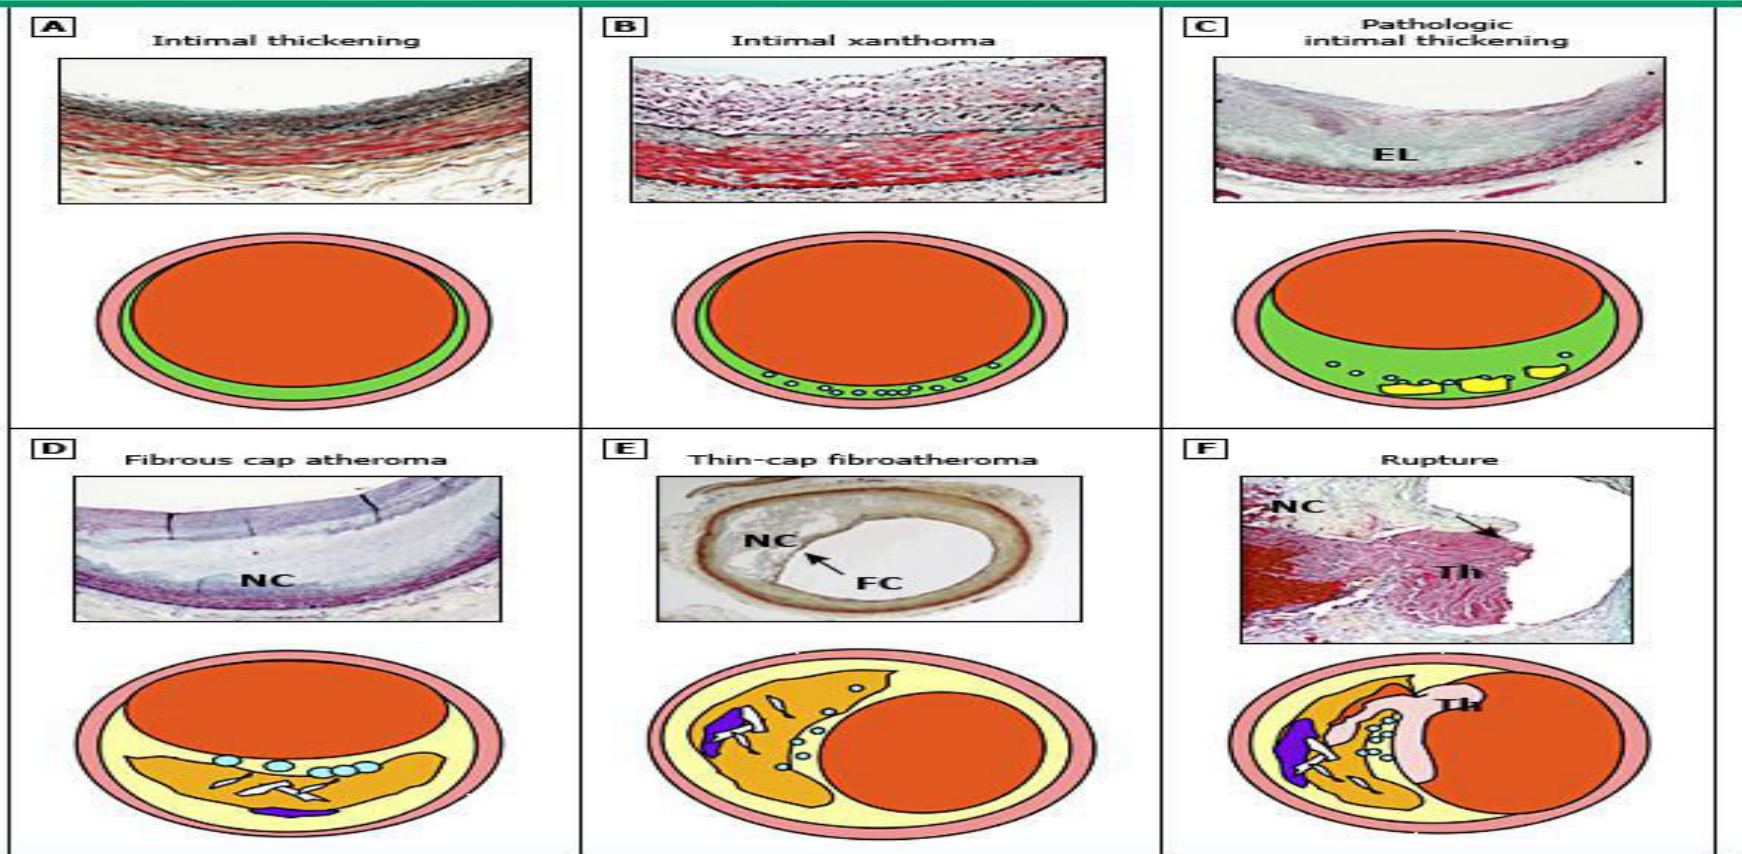 A
Intimal thickening
B
Intimal xanthoma
C
Pathologic
intimal thickening
EL
D
Fibrous cap atheroma
NC
E
Thin-cap fibroatheroma
NC
FC
F
Rupture
NC
Th
Th